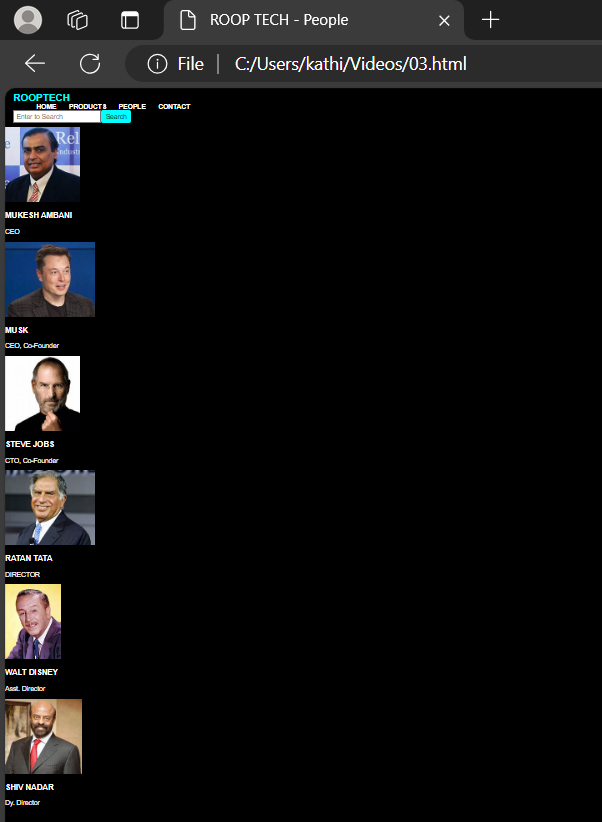 ROOP TECH - People
File | C:/Users/kathi/Videos/03.html
ROOPTECH
HOME PRODUCTS PEOPLE CONTACT
Enter to Search Search
e Rel
Indust
MUKESH AMBANI
CEO
MUSK
CEO, Co-Founder
STEVE JOBS
CTO, Co-Founder
RATAN TATA
DIRECTOR
WALT DISNEY
Asst. Director
SHIV NADAR
Dy. Director